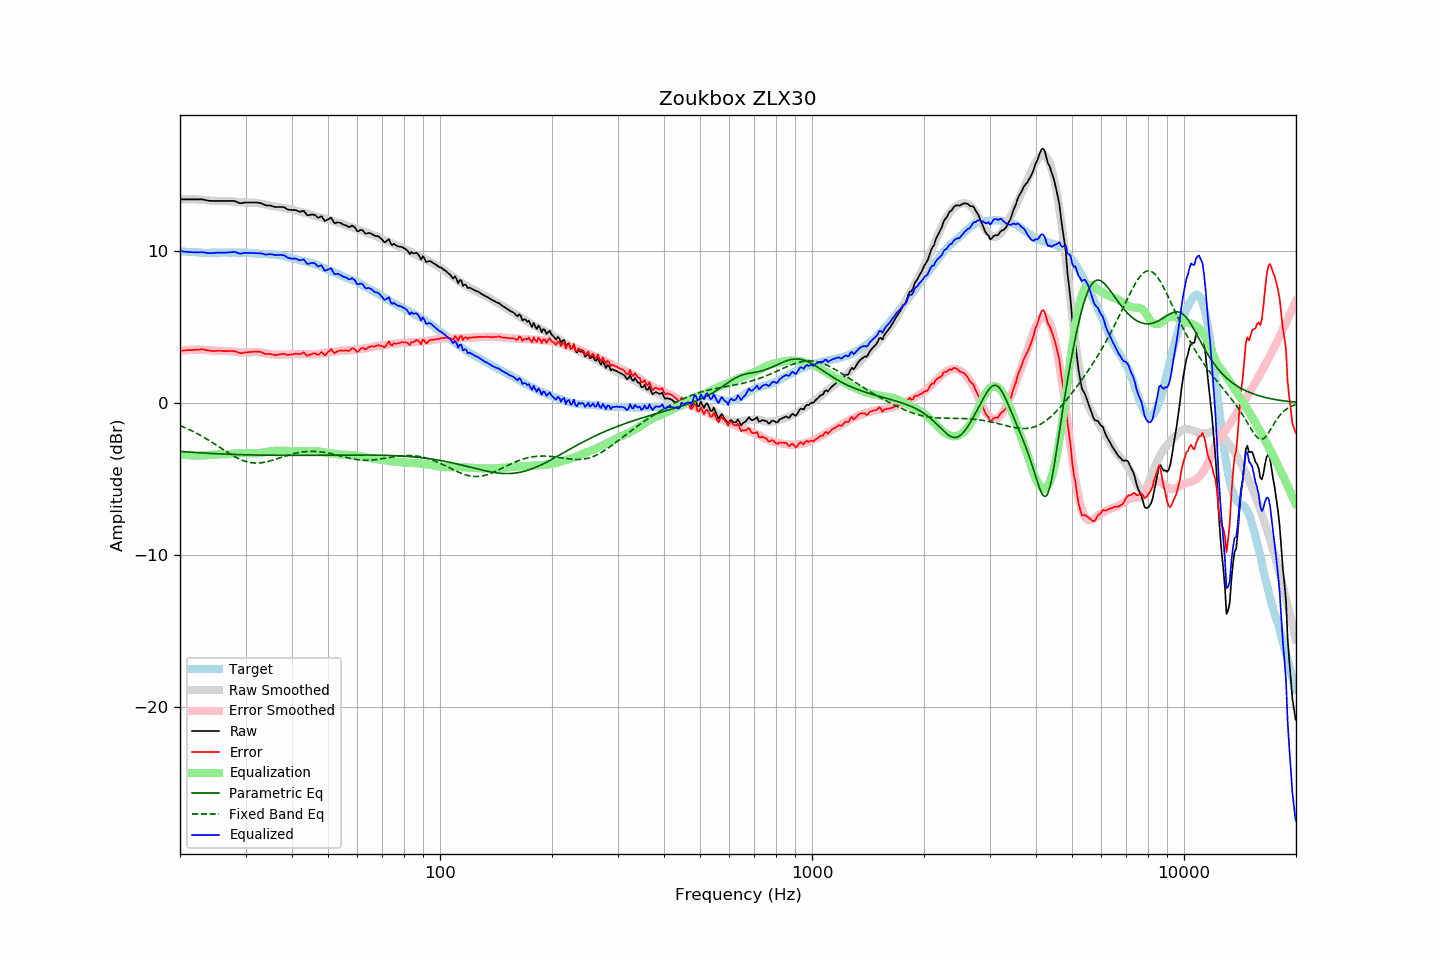 Zoukbox ZLX30
Amplitude (dBr)
10
0
−10
−20
Target
Raw Smoothed
Error Smoothed
Raw
Error
Equalization
Parametric Eq
Fixed Band Eq
Equalized
100
1000
10000
Frequency (Hz)